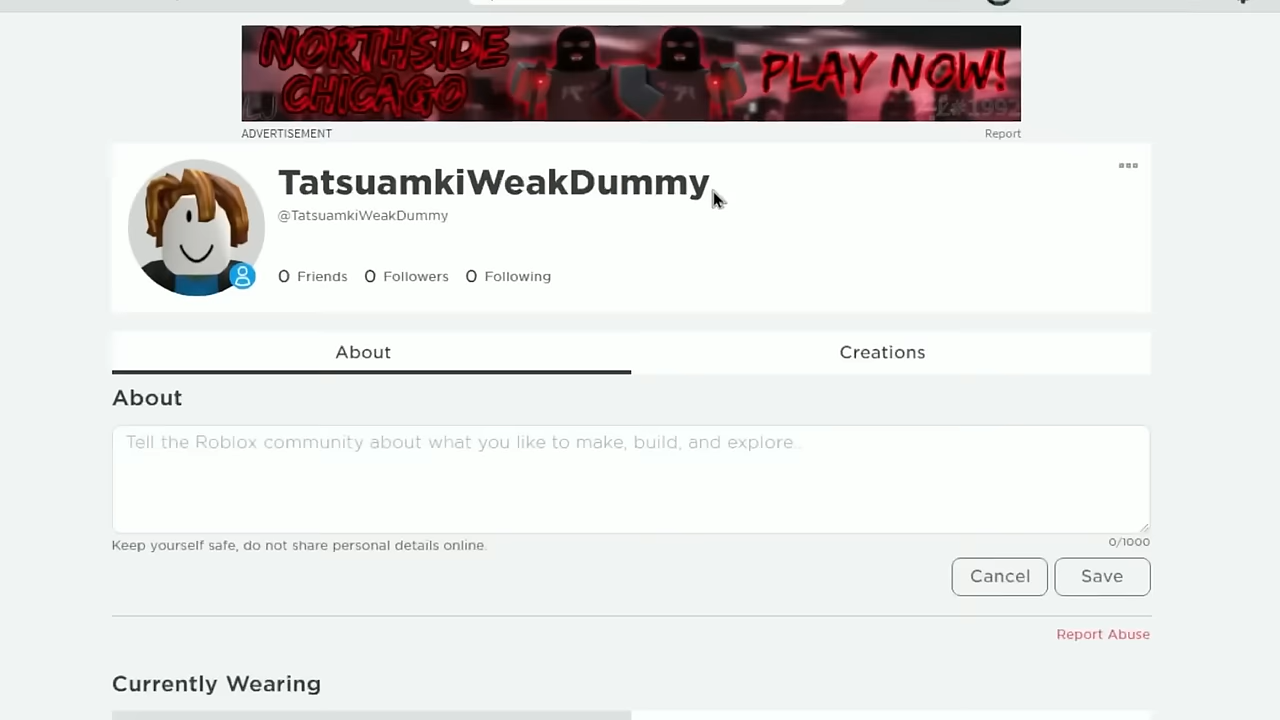 NORTHSIDE
CHICAGO
PLAY NOW!
ADVERTISEMENT
Report
TatsuamkiWeakDummy
@TatsuamkiWeakDummy
0 Friends 0 Followers 0 Following
About
Creations
About
Tell the Roblox community about what you like to make, build, and explore..
Keep yourself safe, do not share personal details online.
0/1000
Cancel
Save
Report Abuse
Currently Wearing